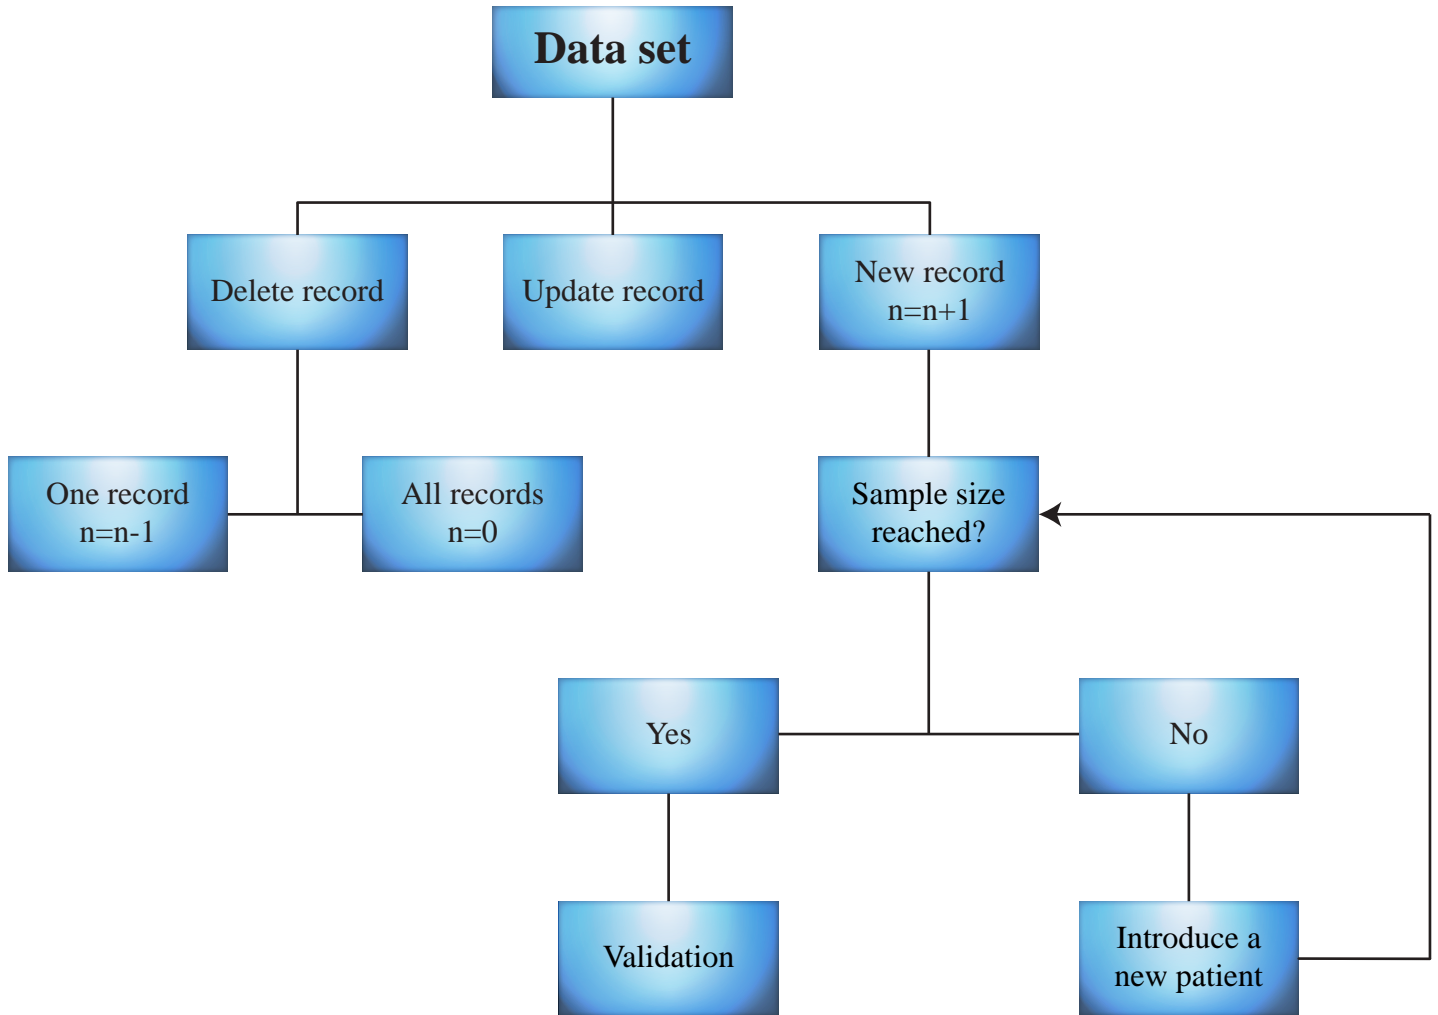 Data set
Delete record
Update record
New record
n=n+1
One record
n=n-1
All records
n=0
Sample size
reached?
Yes
No
Validation
Introduce a
new patient